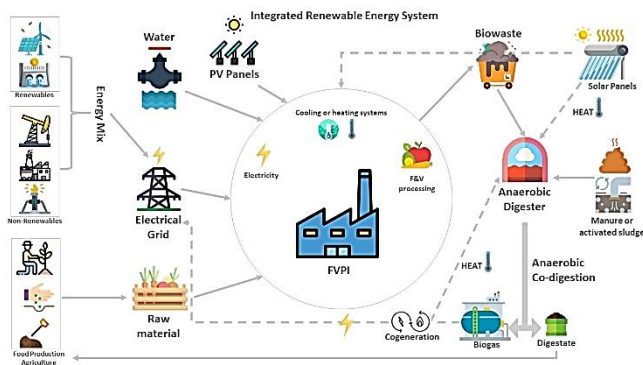 Integrated Renewable Energy System
Water
PV Panels
Biowaste
Solar Panels
HEAT
Renewables
Energy Mix
Non-Renewables
Cooling or heating systems
Electricity
F&V
processing
Electrical
Grid
FVPI
Anaerobic
Digester
Manure or
activated sludge
HEAT
Anaerobic
Co-digestion
Raw
material
Cogeneration
Biogas
Digestate
Food Production
Agriculture